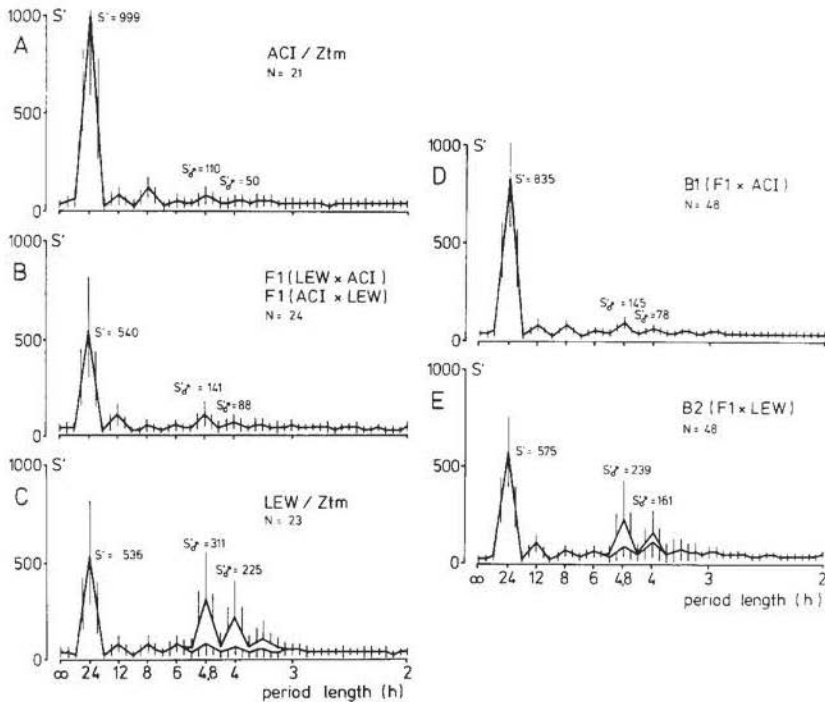 A
1000 S'
S' = 999
ACI / Ztm
N = 21
500
S'♂ = 110
S'♂ = 50
0
B
1000 S'
F1 (LEW × ACI)
F1 (ACI × LEW)
N = 24
500
S' = 540
S'♂ = 141
S'♂ = 88
0
C
1000 S'
LEW / Ztm
N = 23
500
S' = 536
S'♂ = 311
S'♂ = 225
0
∞ 24 12 8 6 4,8 4 3 2
period length (h)
D
1000 S'
S' = 835
B1 (F1 × ACI)
N = 48
500
S'♂ = 145
S'♂ = 78
0
2
E
1000 S'
B2 (F1 × LEW)
N = 48
500
S' = 575
S'♂ = 239
S'♂ = 161
0
∞ 24 12 8 6 4,8 4 3 2
period length (h)